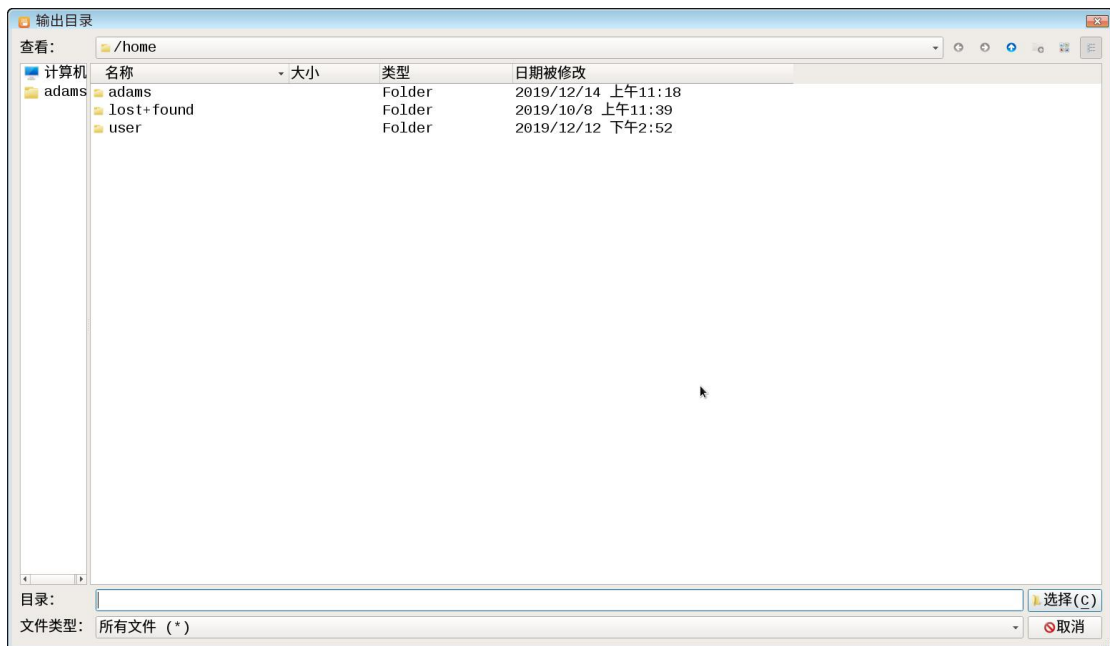 输出目录
查看： /home
计算机
adams
名称 大小 类型 日期被修改
adams Folder 2019/12/14 上午11:18
lost+found Folder 2019/10/8 上午11:39
user Folder 2019/12/12 下午2:52
目录： 选择(C)
文件类型： 所有文件 (*) 取消